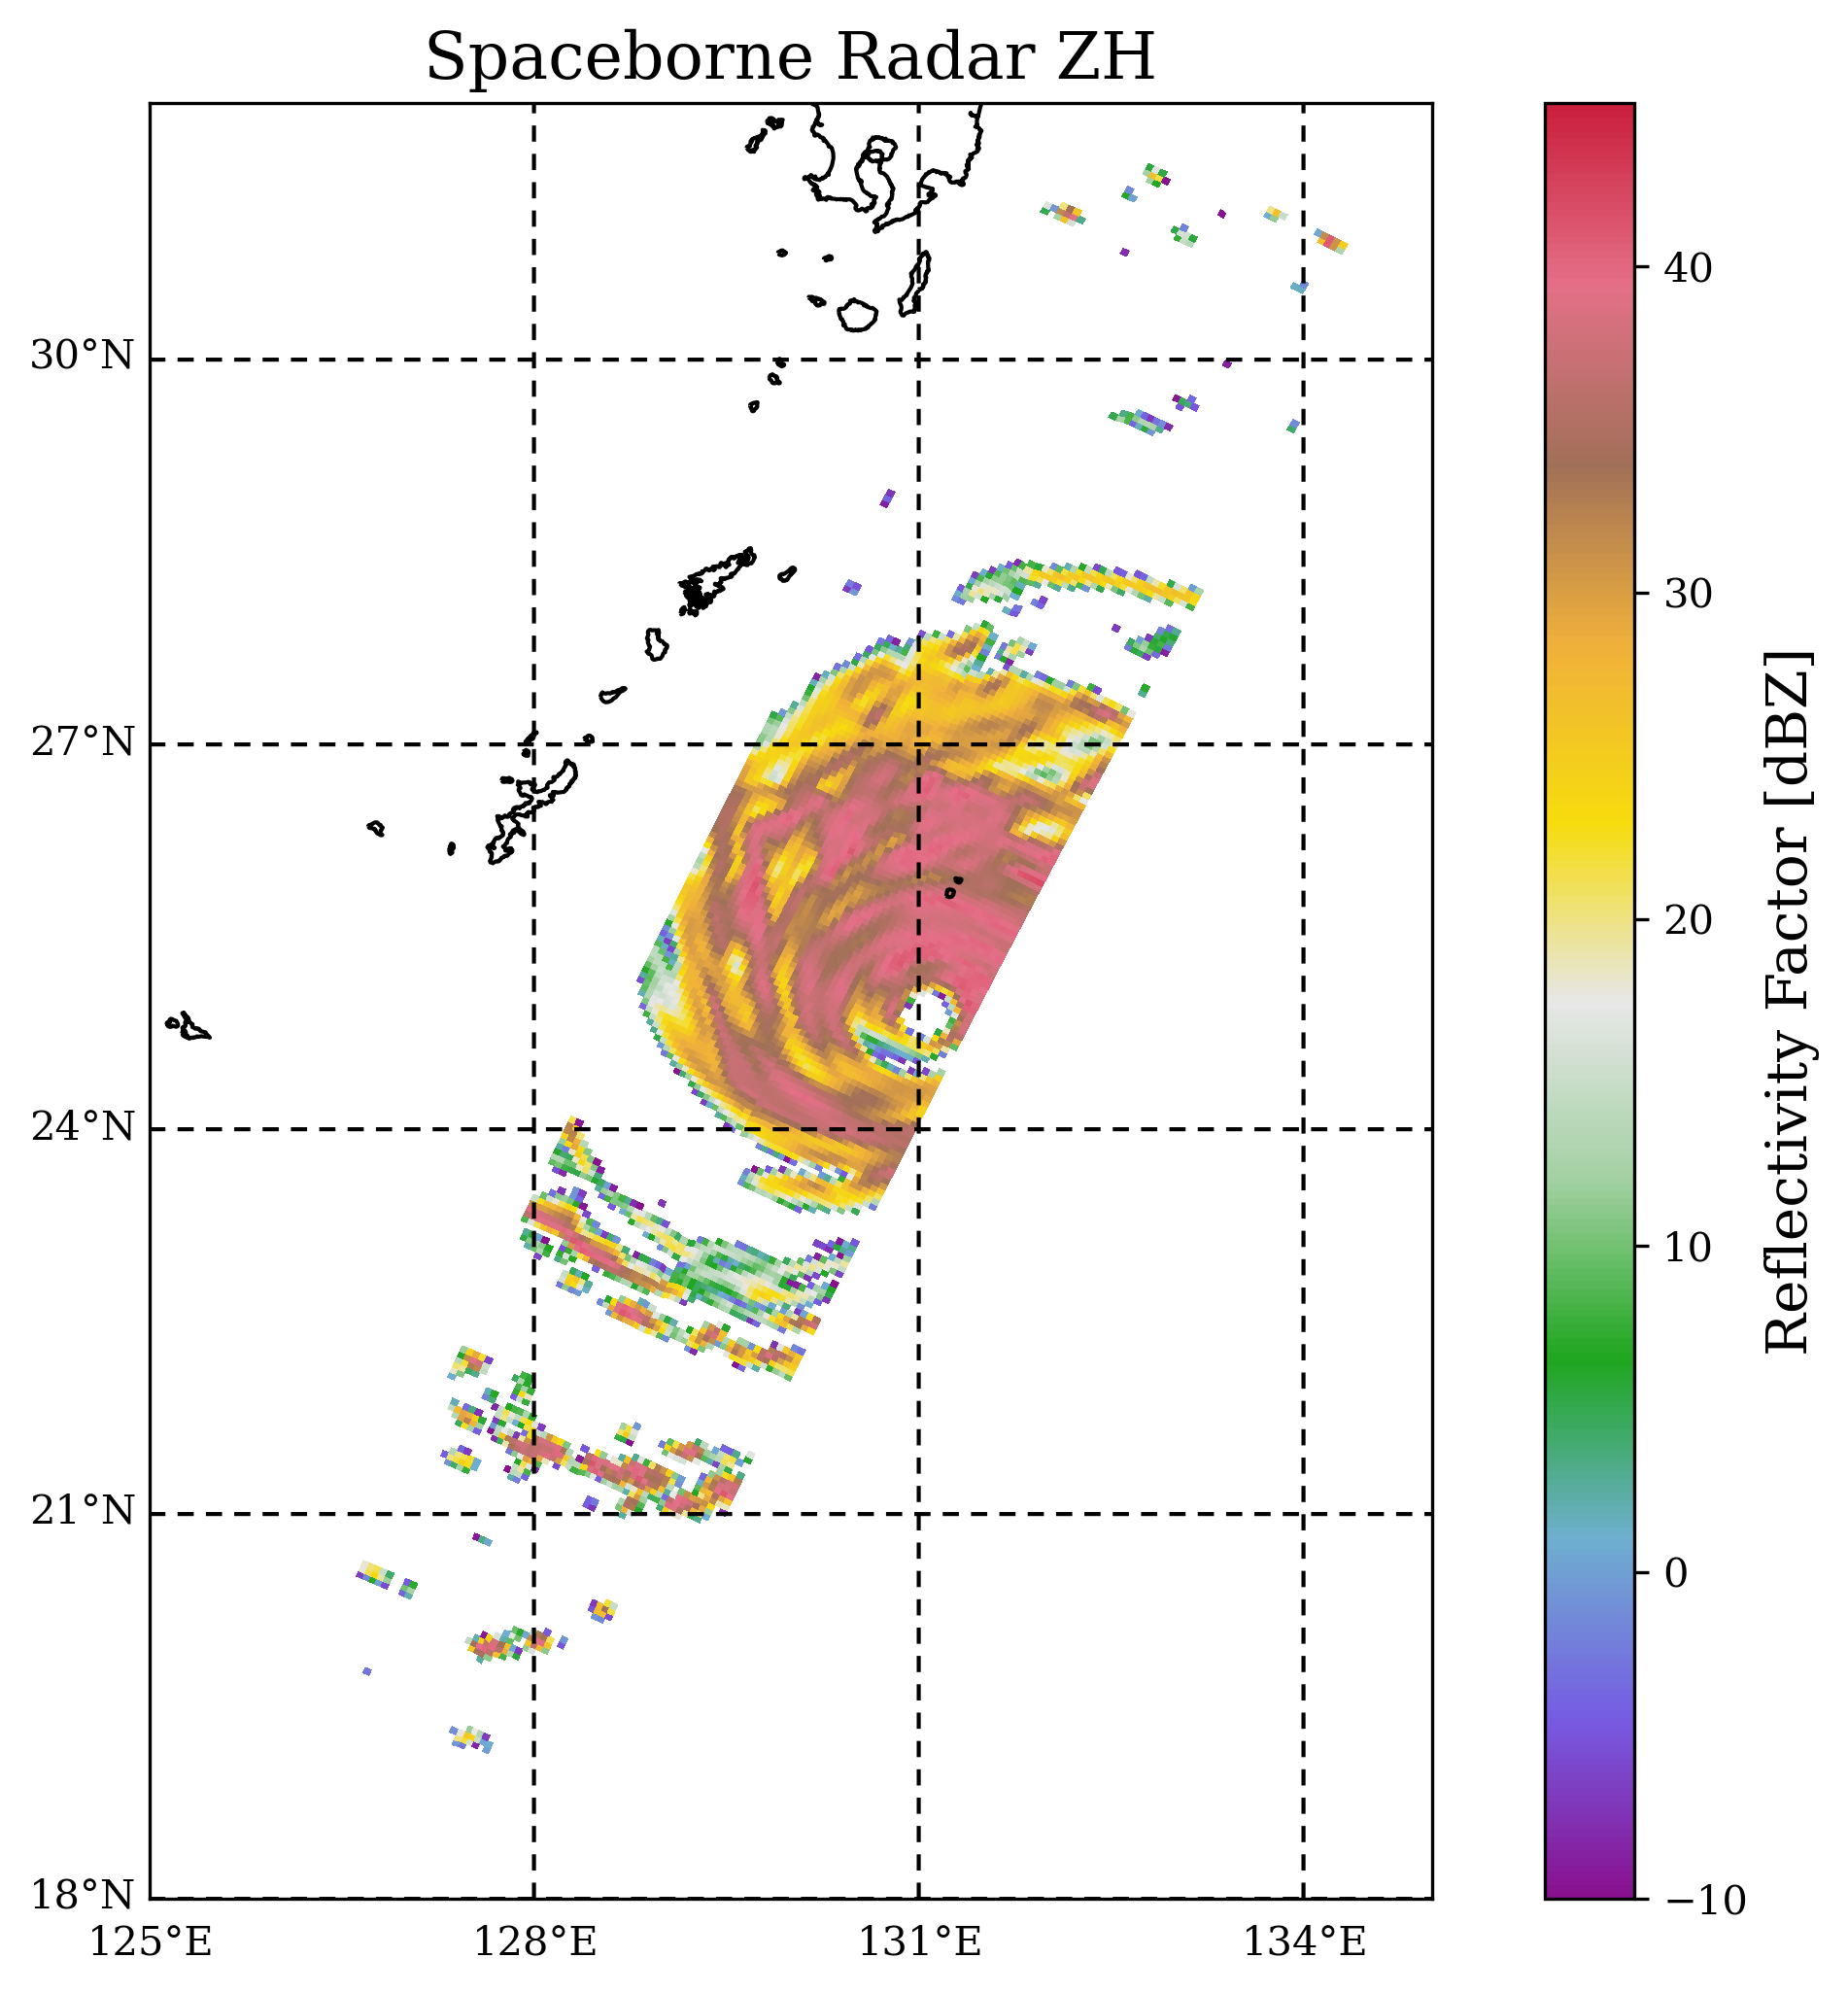 Spaceborne Radar ZH
30°N
27°N
24°N
21°N
18°N
125°E
128°E
131°E
134°E
40
30
20
10
0
−10
Reflectivity Factor [dBZ]